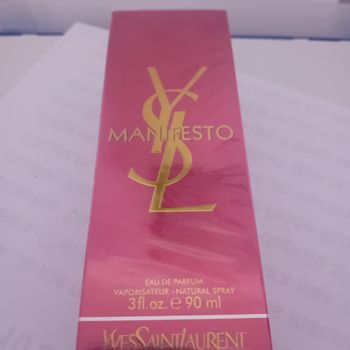 YSL
MANIFESTO
EAU DE PARFUM
VAPORISATEUR - NATURAL SPRAY
3fl.oz. e 90 ml
YVESSAINTLAURENT